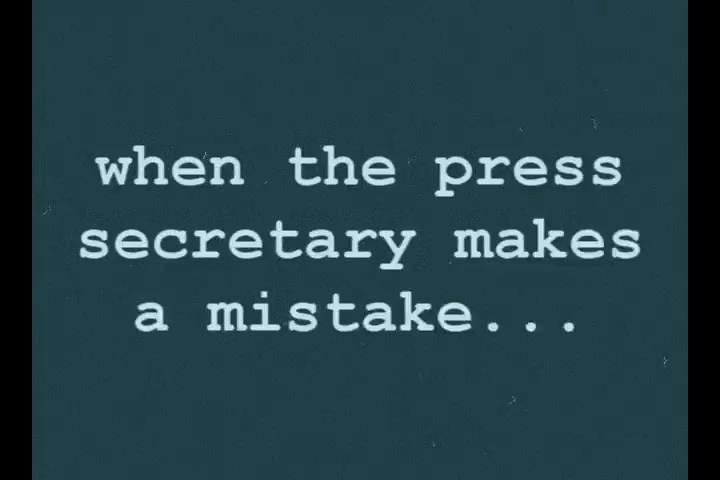 when the press
secretary makes
a mistake...